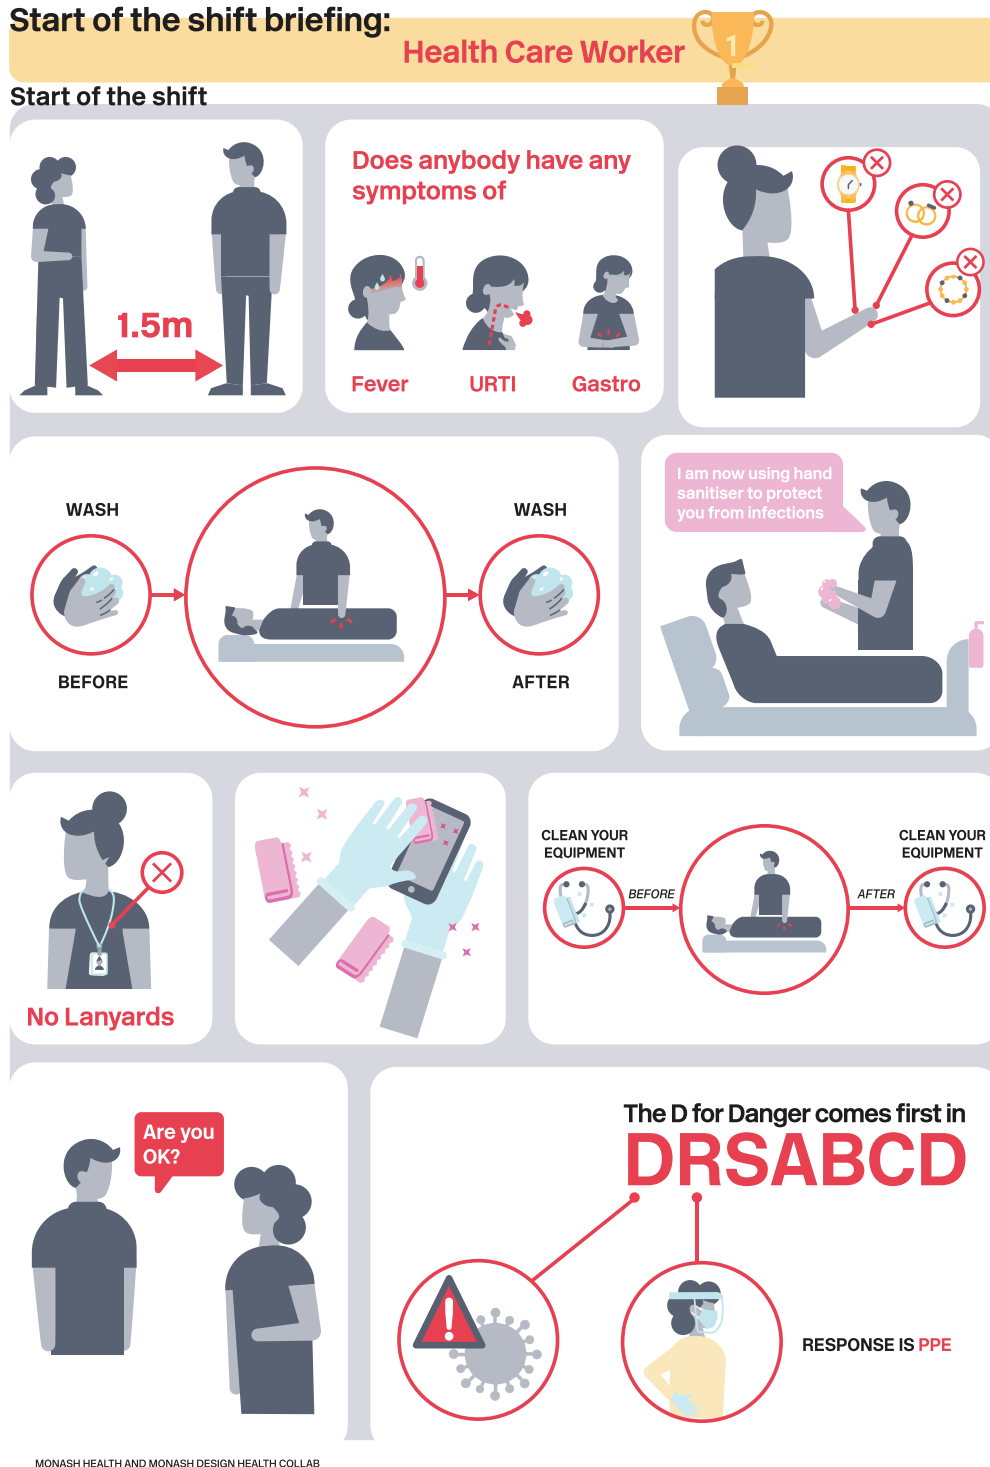 Start of the shift briefing:
Health Care Worker
1
Start of the shift
1.5m
Does anybody have any
symptoms of
Fever
URTI
Gastro
WASH
BEFORE
WASH
AFTER
I am now using hand
sanitiser to protect
you from infections
No Lanyards
CLEAN YOUR
EQUIPMENT
BEFORE
AFTER
CLEAN YOUR
EQUIPMENT
Are you
OK?
The D for Danger comes first in
DRSABCD
RESPONSE IS PPE
MONASH HEALTH AND MONASH DESIGN HEALTH COLLAB